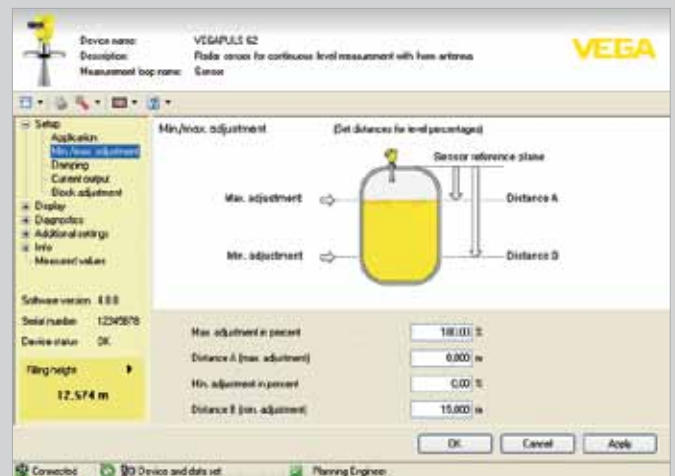 Device name: VEGAPULS 62
Description: Radar sensor for continuous level measurement with horn antenna
Measurement loop name: Sensor
VEGA
Setup
Application
Min./max. adjustment
Damping
Current output
Block adjustment
Display
Diagnostics
Additional settings
Info
Measured values
Software version 4.0.0
Serial number 12345678
Device status OK
Filling height
12,574 m
Min./max. adjustment (Set distances for level percentages)
Sensor reference plane
Max. adjustment
Distance A
Min. adjustment
Distance B
Max. adjustment in percent 100,00 %
Distance A (max. adjustment) 0,000 m
Min. adjustment in percent 0,00 %
Distance B (min. adjustment) 15,000 m
OK Cancel Apply
Connected Device and data set Planning Engineer